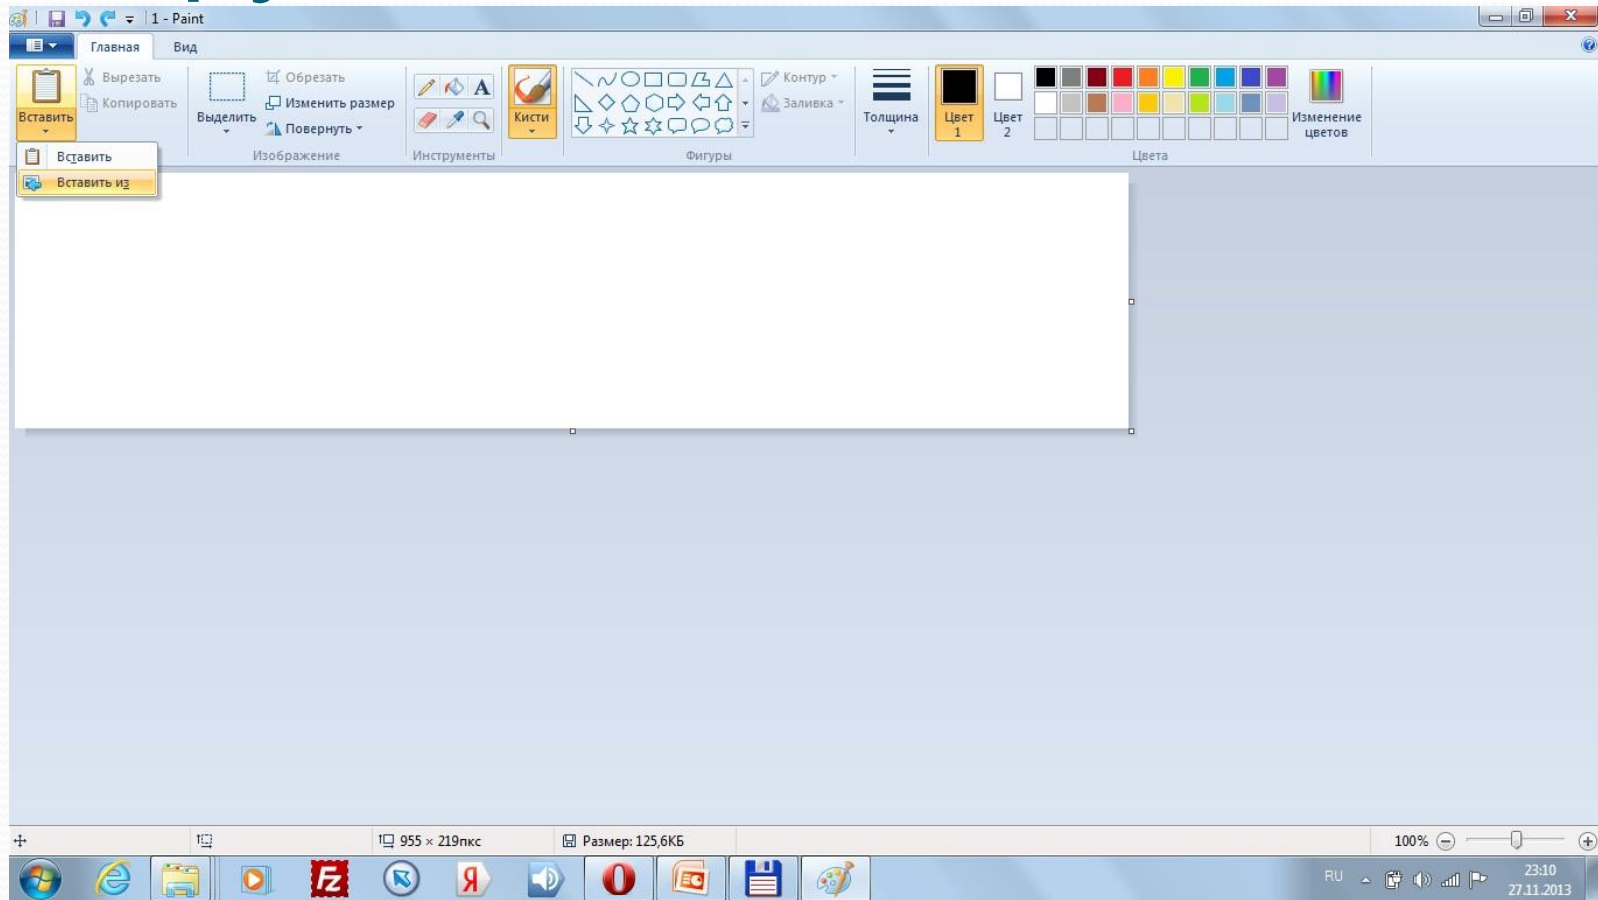 1 - Paint
Главная Вид
Вставить
Вырезать
Копировать
Выделить
Обрезать
Изменить размер
Повернуть
Изображение
A
Инструменты
Кисти
Контур
Заливка
Фигуры
Толщина
Цвет 1
Цвет 2
Изменение цветов
Цвета
Вставить
Вставить из
955 × 219пкс
Размер: 125,6КБ
100%
Fz
Я
RU
23:10
27.11.2013